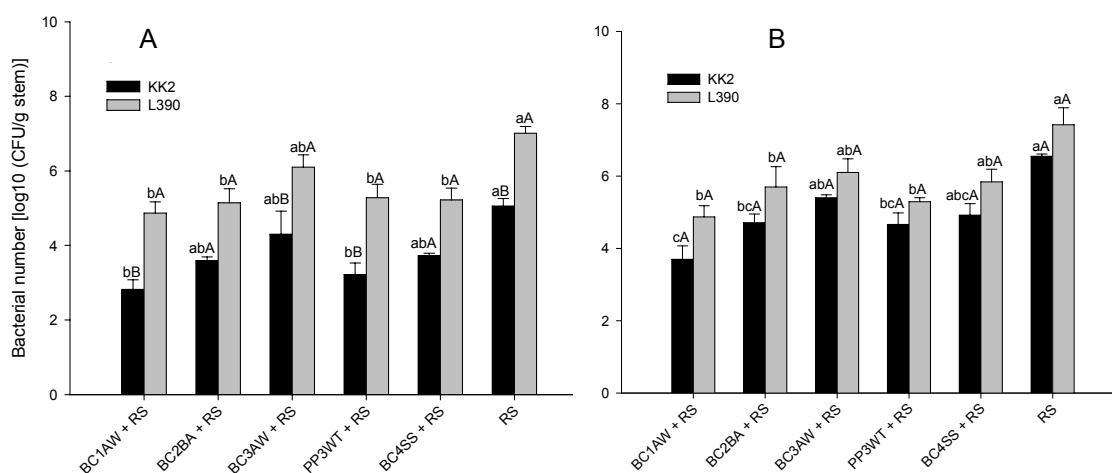 A
B
Bacterial number [log10 (CFU/g stem)]
10
8
6
4
2
0
KK2
L390
bB
bA
abA
bA
abB
abA
bB
bA
abA
bA
aB
aA
BC1AW + RS
BC2BA + RS
BC3AW + RS
PP3WT + RS
BC4SS + RS
RS
10
8
6
4
2
0
KK2
L390
cA
bA
bcA
bA
abA
abA
bcA
bA
abcA
abA
aA
aA
BC1AW + RS
BC2BA + RS
BC3AW + RS
PP3WT + RS
BC4SS + RS
RS